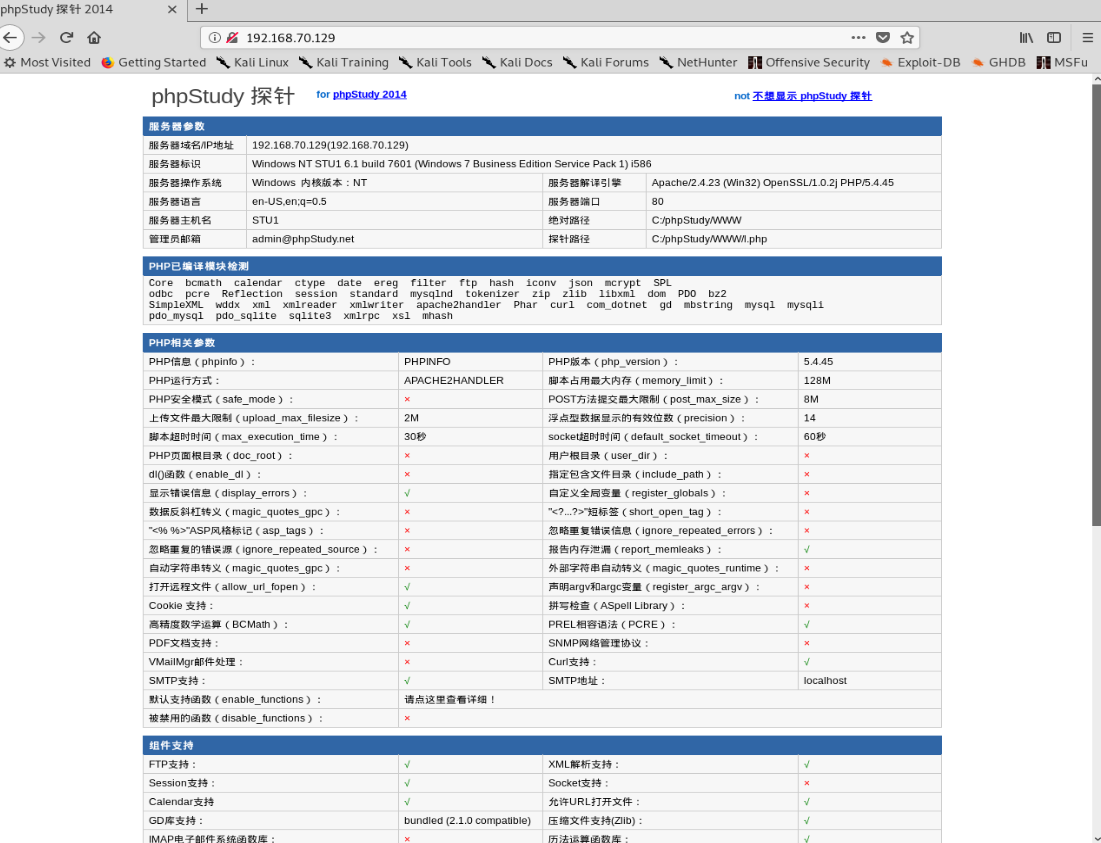 phpStudy 探针 2014
192.168.70.129
Most Visited Getting Started Kali Linux Kali Training Kali Tools Kali Docs Kali Forums NetHunter Offensive Security Exploit-DB GHDB MSFu
phpStudy 探针 for phpStudy 2014 not 不想显示 phpStudy 探针
服务器参数
服务器域名/IP地址 192.168.70.129(192.168.70.129)
服务器标识 Windows NT STU1 6.1 build 7601 (Windows 7 Business Edition Service Pack 1) i586
服务器操作系统 Windows 内核版本：NT 服务器解译引擎 Apache/2.4.23 (Win32) OpenSSL/1.0.2j PHP/5.4.45
服务器语言 en-US,en;q=0.5 服务器端口 80
服务器主机名 STU1 绝对路径 C:/phpStudy/WWW
管理员邮箱 admin@phpStudy.net 探针路径 C:/phpStudy/WWW/l.php
PHP已编译模块检测
Core bcmath calendar ctype date ereg filter ftp hash iconv json mcrypt SPL
odbc pcre Reflection session standard mysqlnd tokenizer zip zlib libxml dom PDO bz2
SimpleXML wddx xml xmlreader xmlwriter apache2handler Phar curl com_dotnet gd mbstring mysql mysqli
pdo_mysql pdo_sqlite sqlite3 xmlrpc xsl mhash
PHP相关参数
PHP信息（phpinfo）： PHPINFO PHP版本（php_version）： 5.4.45
PHP运行方式： APACHE2HANDLER 脚本占用最大内存（memory_limit）： 128M
PHP安全模式（safe_mode）： × POST方法提交最大限制（post_max_size）： 8M
上传文件最大限制（upload_max_filesize）： 2M 浮点型数据显示的有效位数（precision）： 14
脚本超时时间（max_execution_time）： 30秒 socket超时时间（default_socket_timeout）： 60秒
PHP页面根目录（doc_root）： × 用户根目录（user_dir）： ×
dl()函数（enable_dl）： × 指定包含文件目录（include_path）： ×
显示错误信息（display_errors）： √ 自定义全局变量（register_globals）： ×
数据反斜杠转义（magic_quotes_gpc）： × "<?...?>"短标签（short_open_tag）： ×
"<% %>"ASP风格标记（asp_tags）： × 忽略重复错误信息（ignore_repeated_errors）： ×
忽略重复的错误源（ignore_repeated_source）： × 报告内存泄漏（report_memleaks）： √
自动字符串转义（magic_quotes_gpc）： × 外部字符串自动转义（magic_quotes_runtime）： ×
打开远程文件（allow_url_fopen）： √ 声明argv和argc变量（register_argc_argv）： ×
Cookie 支持： √ 拼写检查（ASpell Library）： ×
高精度数学运算（BCMath）： √ PREL相容语法（PCRE）： √
PDF文档支持： × SNMP网络管理协议： ×
VMailMgr邮件处理： × Curl支持： √
SMTP支持： √ SMTP地址： localhost
默认支持函数（enable_functions）： 请点这里查看详细！
被禁用的函数（disable_functions）： ×
组件支持
FTP支持： √ XML解析支持： √
Session支持： √ Socket支持： ×
Calendar支持 √ 允许URL打开文件： √
GD库支持： bundled (2.1.0 compatible) 压缩文件支持(Zlib)： √
IMAP电子邮件系统函数库： × 历法运算函数库： √